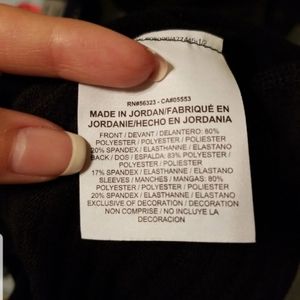 RN#56323 - CA#05553
MADE IN JORDAN/FABRIQUÉ EN
JORDANIE/HECHO EN JORDANIA
FRONT / DEVANT / DELANTERO: 80%
POLYESTER / POLYESTER / POLIESTER
20% SPANDEX / ELASTHANNE / ELASTANO
BACK / DOS / ESPALDA: 83% POLYESTER /
POLYESTER / POLIESTER
17% SPANDEX / ELASTHANNE / ELASTANO
SLEEVES / MANCHES / MANGAS: 80%
POLYESTER / POLYESTER / POLIESTER
20% SPANDEX / ELASTHANNE / ELASTANO
EXCLUSIVE OF DECORATION / DECORATION
NON COMPRISE / NO INCLUYE LA
DECORACION